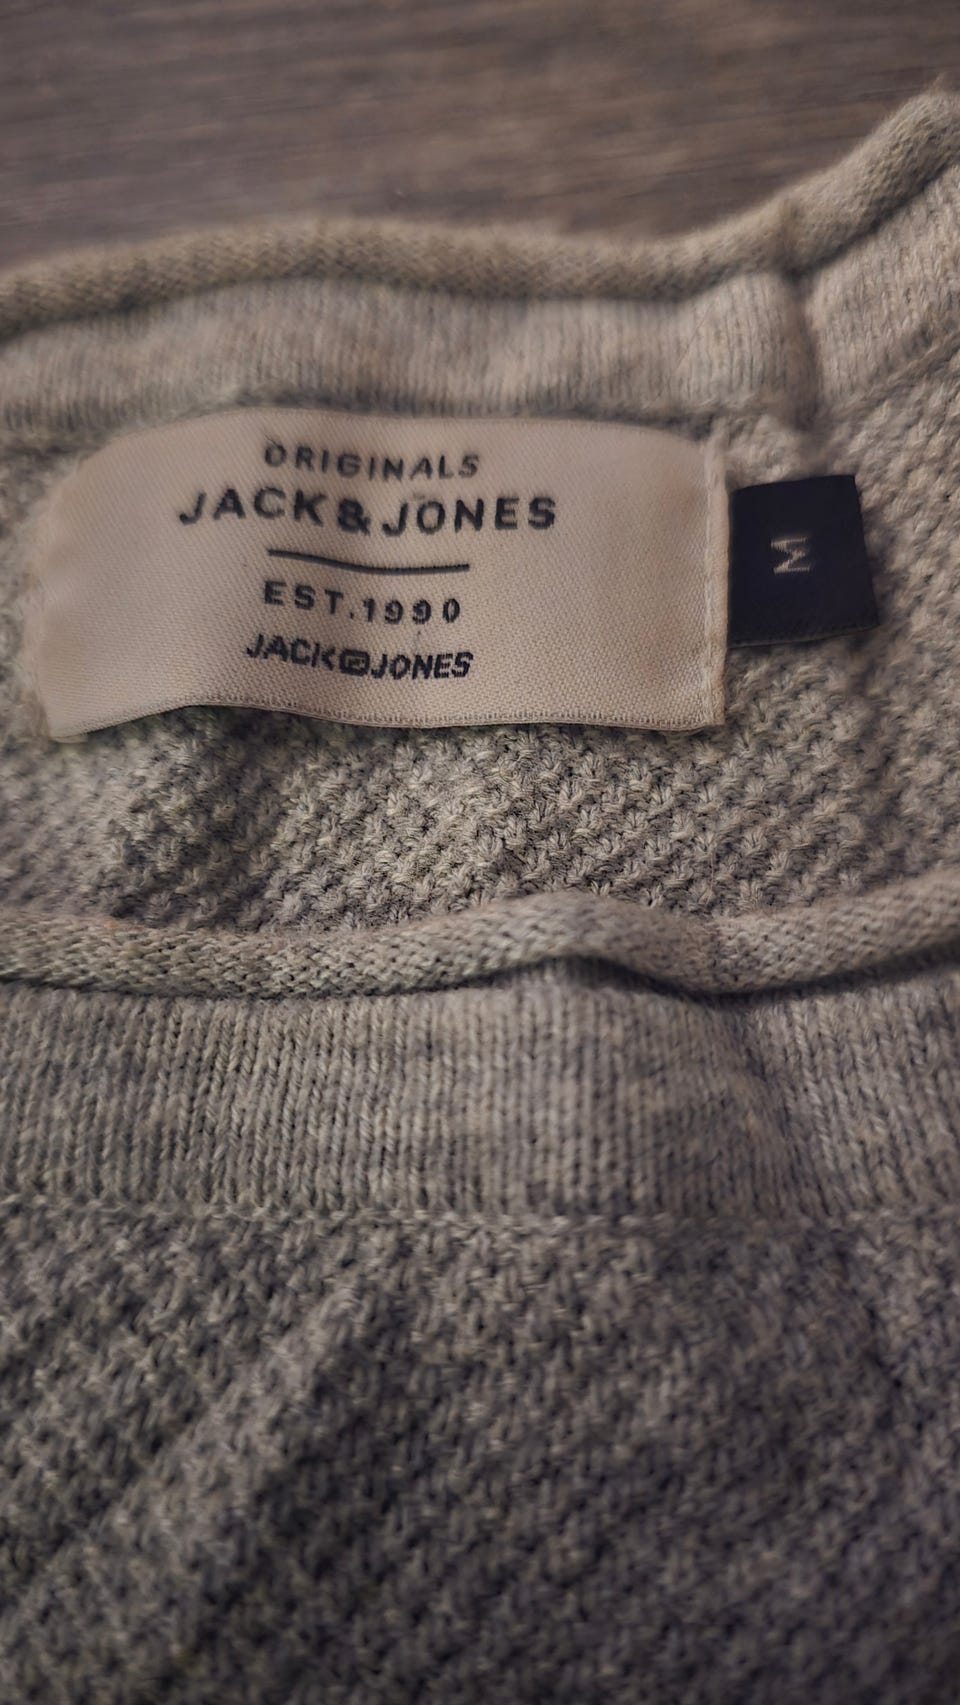 ORIGINALS
JACK&JONES
EST.1990
JACK JONES
M